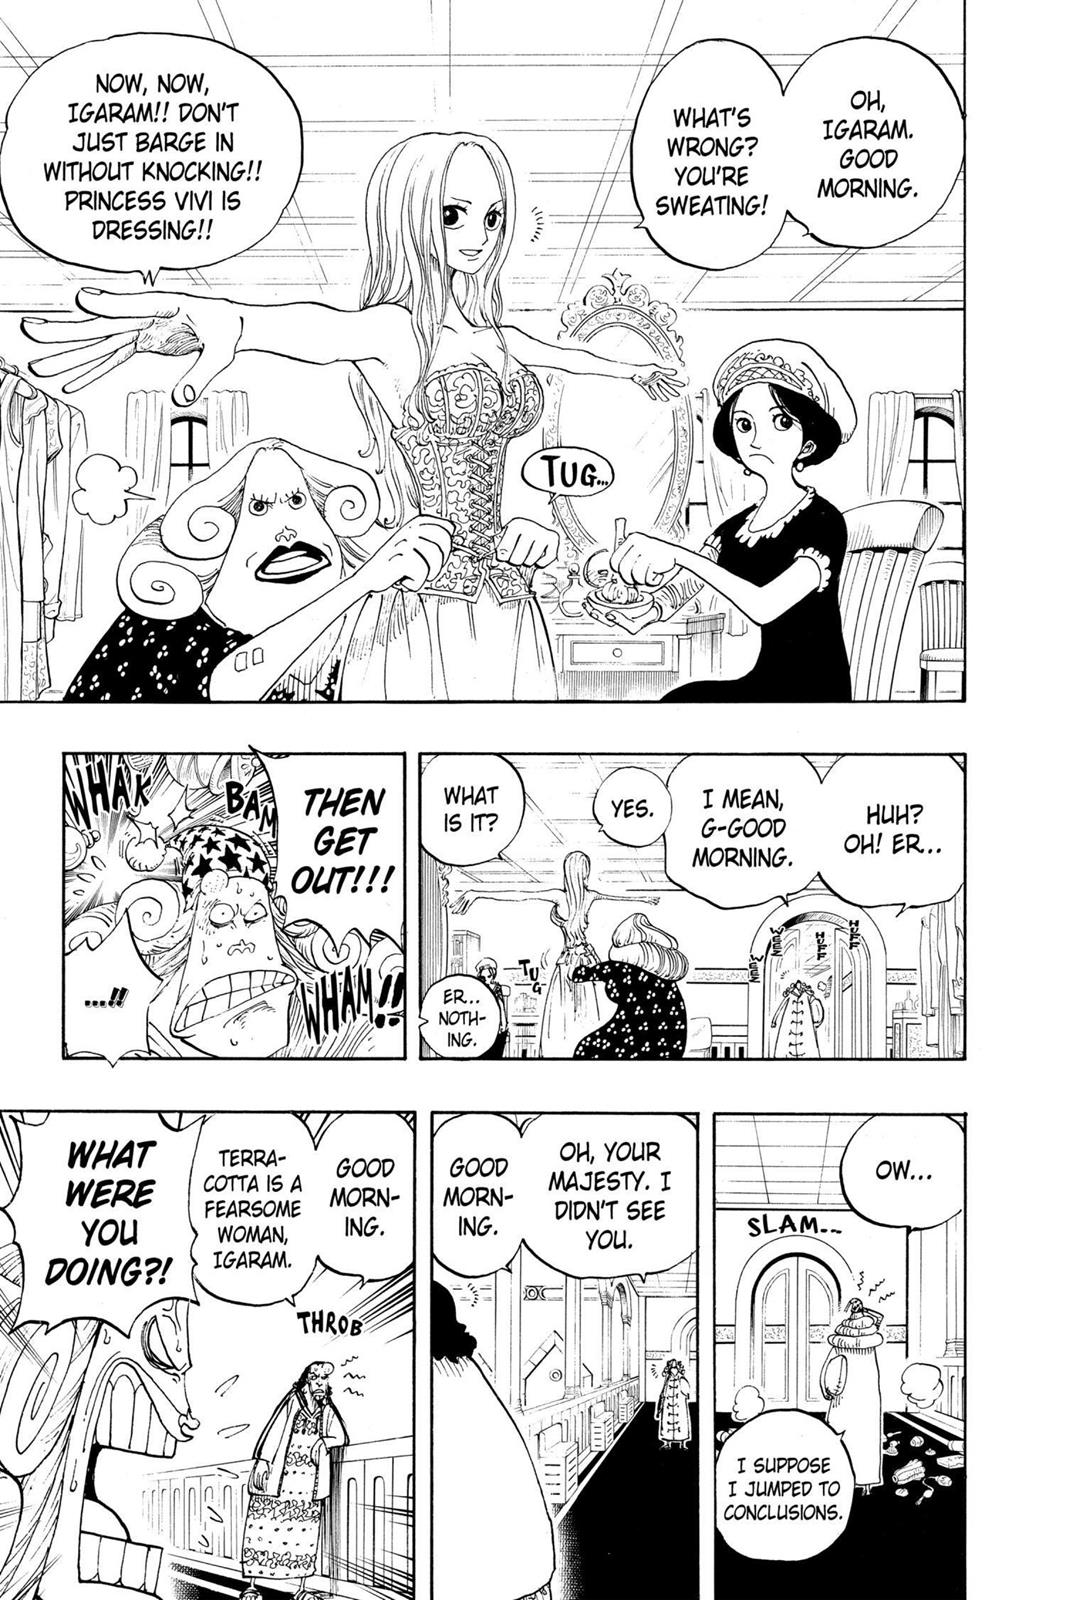 OH,
IGARAM.
GOOD
MORNING.
WHAT'S
WRONG?
YOU'RE
SWEATING!
NOW, NOW,
IGARAM!! DON'T
JUST BARGE IN
WITHOUT KNOCKING!!
PRINCESS VIVI IS
DRESSING!!
TUG...
HUH?
OH! ER...
I MEAN,
G-GOOD
MORNING.
YES.
WHAT
IS IT?
HUFF
HUFF
WEE
WEE
TUG
ER...
NOTH-
ING.
THEN
GET
OUT!!!
WHAK
BAM
WHAM!!
...!!
OW...
SLAM...
I SUPPOSE
I JUMPED TO
CONCLUSIONS.
OH, YOUR
MAJESTY. I
DIDN'T SEE
YOU.
GOOD
MORN-
ING.
GOOD
MORN-
ING.
TERRA-
COTTA IS A
FEARSOME
WOMAN,
IGARAM.
THROB
WHAT
WERE
YOU
DOING?!